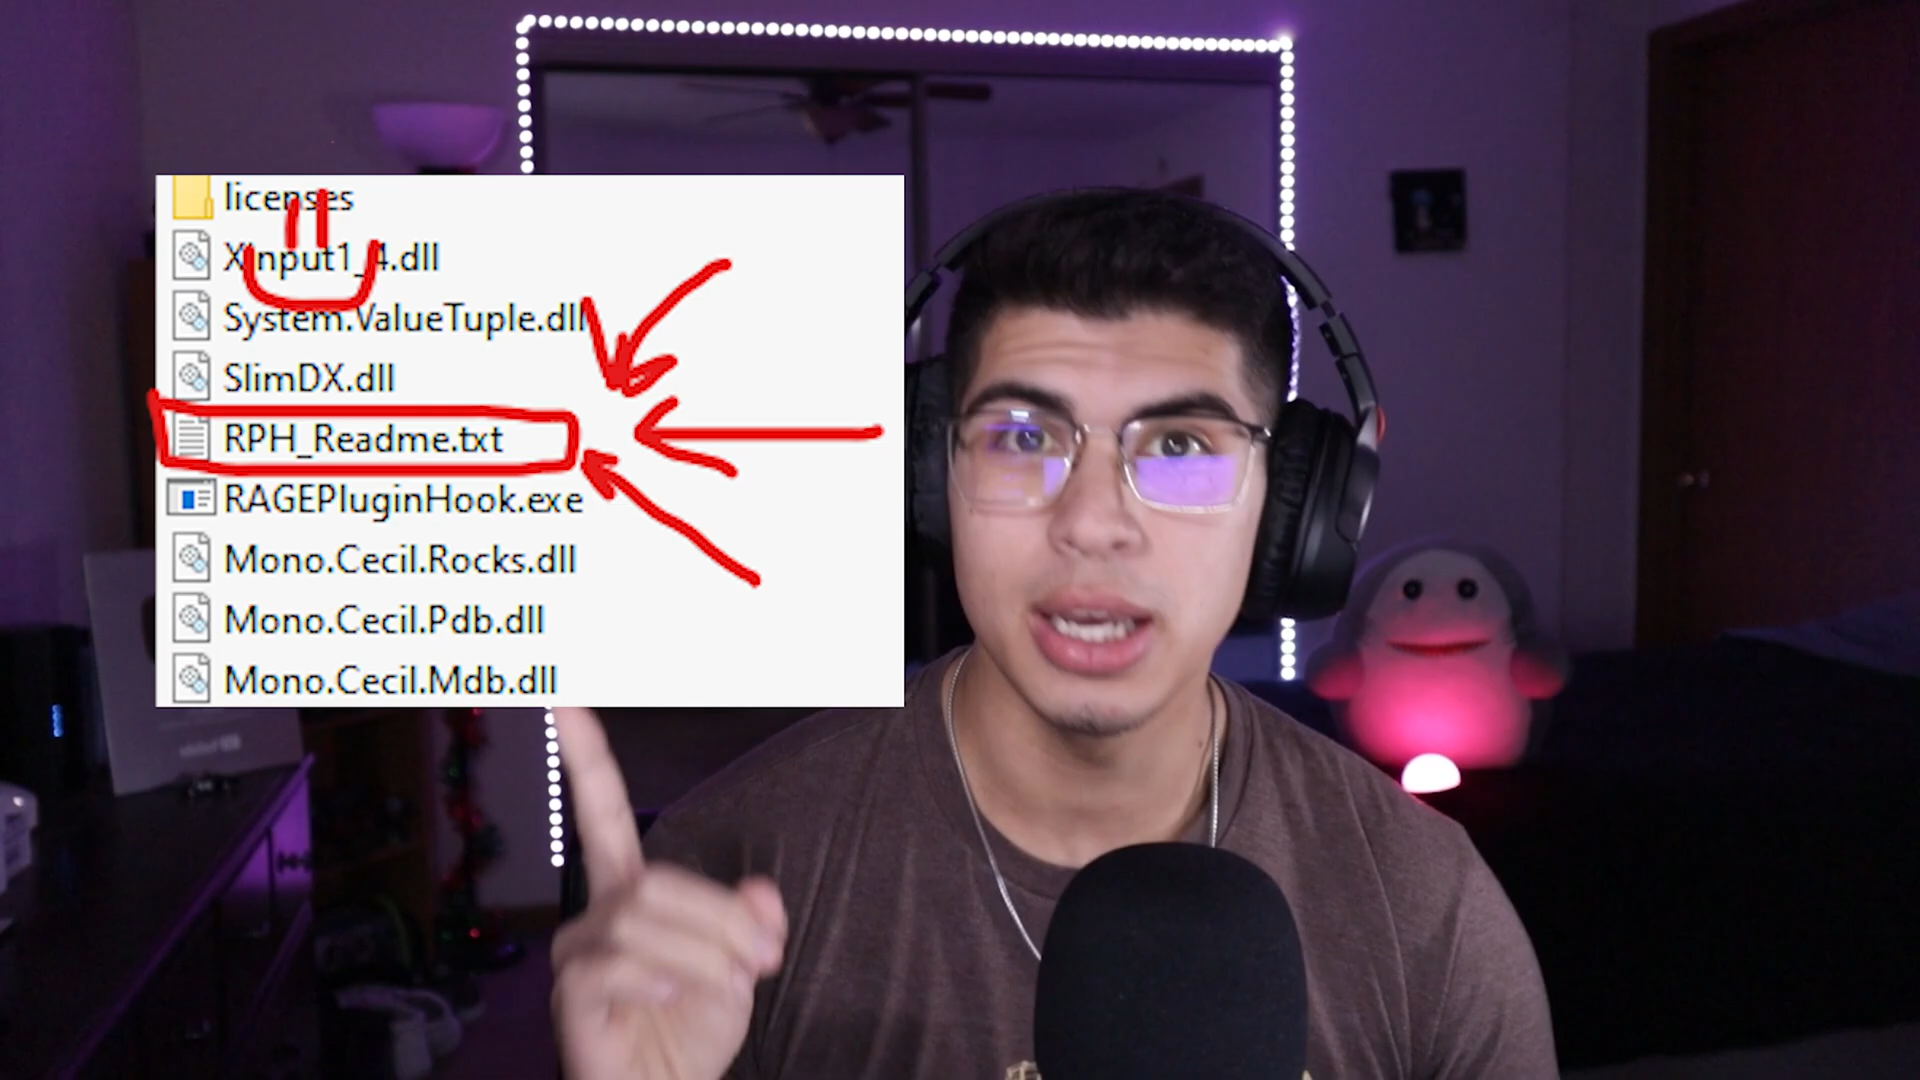 licenses
XInput1_4.dll
System.ValueTuple.dll
SlimDX.dll
RPH_Readme.txt
RAGEPluginHook.exe
Mono.Cecil.Rocks.dll
Mono.Cecil.Pdb.dll
Mono.Cecil.Mdb.dll